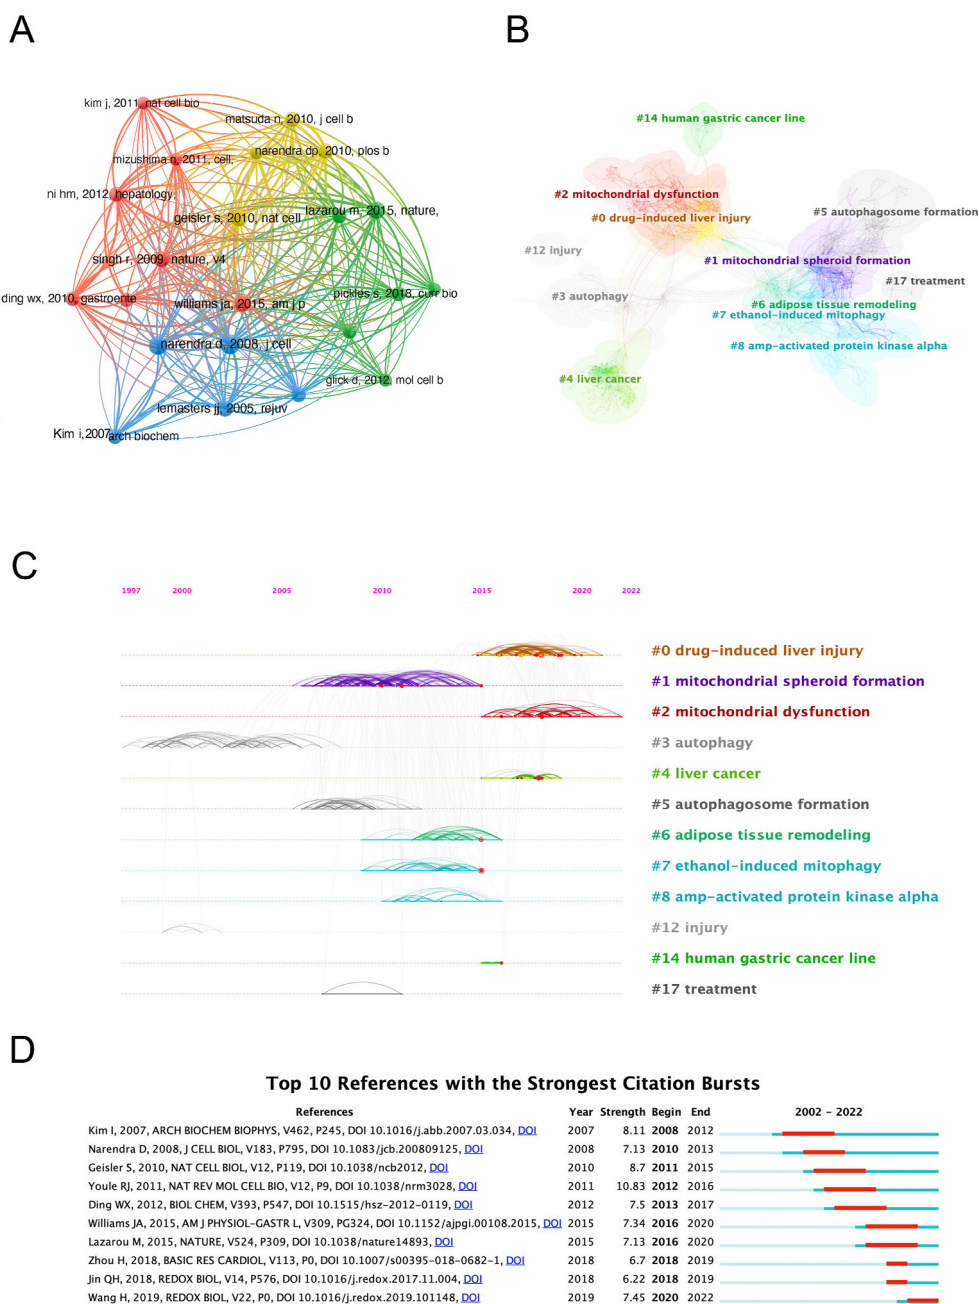 A
B
kim j, 2011, nat cell bio
matsuda n, 2010, j cell b
narendra dp, 2010, plos b
mizushima n, 2011, cell,
ni hm, 2012, hepatology,
geisler s, 2010, nat cell
lazarou m, 2015, nature,
singh r, 2009, nature, v4
ding wx, 2010, gastroente
williams ja, 2015, am j p
pickles s, 2018, curr bio
narendra d, 2008, j cell
glick d, 2012, mol cell b
lemasters jj, 2005, rejuv
Kim i,2007, arch biochem
#14 human gastric cancer line
#2 mitochondrial dysfunction
#0 drug-induced liver injury
#5 autophagosome formation
#12 injury
#1 mitochondrial spheroid formation
#17 treatment
#3 autophagy
#6 adipose tissue remodeling
#7 ethanol-induced mitophagy
#8 amp-activated protein kinase alpha
#4 liver cancer
C
1997 2000 2005 2010 2015 2020 2022
#0 drug-induced liver injury
#1 mitochondrial spheroid formation
#2 mitochondrial dysfunction
#3 autophagy
#4 liver cancer
#5 autophagosome formation
#6 adipose tissue remodeling
#7 ethanol-induced mitophagy
#8 amp-activated protein kinase alpha
#12 injury
#14 human gastric cancer line
#17 treatment
D
Top 10 References with the Strongest Citation Bursts
References Year Strength Begin End 2002 - 2022
Kim I, 2007, ARCH BIOCHEM BIOPHYS, V462, P245, DOI 10.1016/j.abb.2007.03.034, DOI 2007 8.11 2008 2012
Narendra D, 2008, J CELL BIOL, V183, P795, DOI 10.1083/jcb.200809125, DOI 2008 7.13 2010 2013
Geisler S, 2010, NAT CELL BIOL, V12, P119, DOI 10.1038/ncb2012, DOI 2010 8.7 2011 2015
Youle RJ, 2011, NAT REV MOL CELL BIO, V12, P9, DOI 10.1038/nrm3028, DOI 2011 10.83 2012 2016
Ding WX, 2012, BIOL CHEM, V393, P547, DOI 10.1515/hsz-2012-0119, DOI 2012 7.5 2013 2017
Williams JA, 2015, AM J PHYSIOL-GASTR L, V309, PG324, DOI 10.1152/ajpgi.00108.2015, DOI 2015 7.34 2016 2020
Lazarou M, 2015, NATURE, V524, P309, DOI 10.1038/nature14893, DOI 2015 7.13 2016 2020
Zhou H, 2018, BASIC RES CARDIOL, V113, P0, DOI 10.1007/s00395-018-0682-1, DOI 2018 6.7 2018 2019
Jin QH, 2018, REDOX BIOL, V14, P576, DOI 10.1016/j.redox.2017.11.004, DOI 2018 6.22 2018 2019
Wang H, 2019, REDOX BIOL, V22, P0, DOI 10.1016/j.redox.2019.101148, DOI 2019 7.45 2020 2022